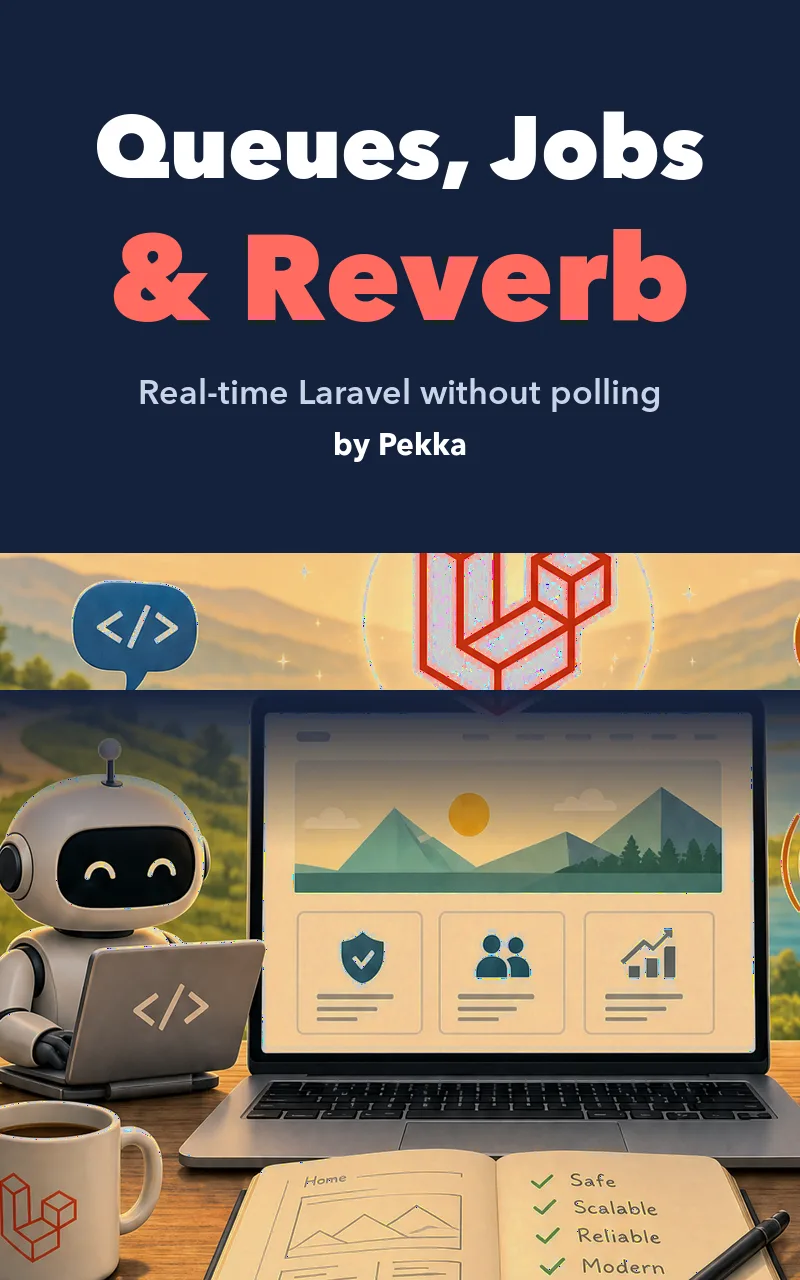 Queues, Jobs
& Reverb
Real-time Laravel without polling
by Pekka
</>
</>
Home
Safe
Scalable
Reliable
Modern